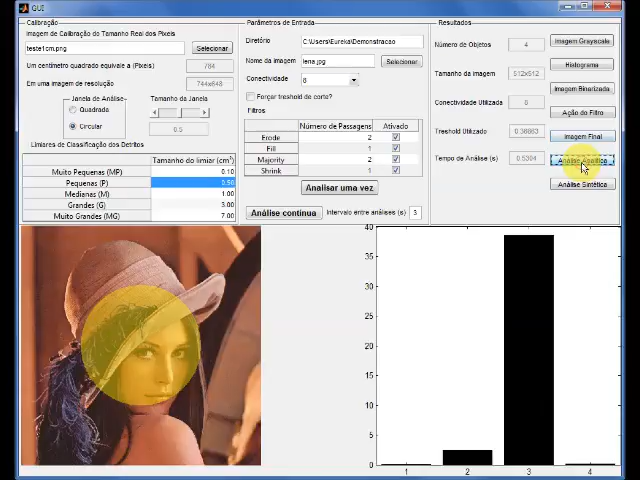 GUI
Calibração
Imagem de Calibração do Tamanho Real dos Pixels
teste1cm.png
Selecionar
Um centímetro quadrado equivale a (Pixels)
784
Em uma imagem de resolução
744x648
Janela de Análise
Quadrada
Circular
Tamanho da Janela
0.5
Limiares de Classificação dos Detritos
Tamanho do limiar (cm²)
Muito Pequenas (MP) 0.10
Pequenas (P) 0.50
Medianas (M) 1.00
Grandes (G) 3.00
Muito Grandes (MG) 7.00
Parâmetros de Entrada
Diretório
C:\Users\Eureka\Demonstracao
Nome da imagem
lena.jpg
Selecionar
Conectividade
8
Forçar treshold de corte?
Filtros
Número de Passagens Ativado
Erode 2
Fill 1
Majority 2
Shrink 1
Analisar uma vez
Análise contínua
Intervalo entre análises (s)
3
Resultados
Número de Objetos
4
Tamanho da imagem
512x512
Conectividade Utilizada
8
Treshold Utilizado
0.38663
Tempo de Análise (s)
0.5304
Imagem Grayscale
Histograma
Imagem Binarizada
Ação do Filtro
Imagem Final
Análise Analítica
Análise Sintética
40
35
30
25
20
15
10
5
0
1 2 3 4